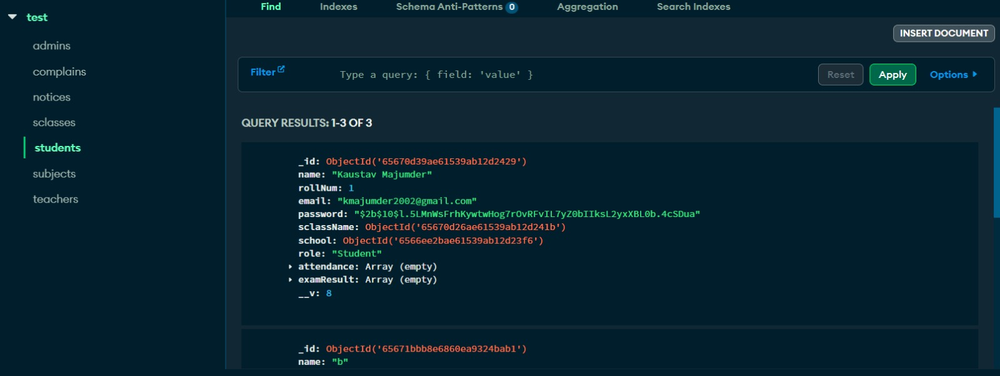 test
admins
complains
notices
sclasses
students
subjects
teachers
Find Indexes Schema Anti-Patterns 0 Aggregation Search Indexes
INSERT DOCUMENT
Filter Type a query: { field: 'value' } Reset Apply Options
QUERY RESULTS: 1-3 OF 3
_id: ObjectId('65670d39ae61539ab12d2429')
name: "Kaustav Majumder"
rollNum: 1
email: "kmajumder2002@gmail.com"
password: "$2b$10$l.5LMnWsFrhKywtwHog7rOvRFvIL7yZ0bIIksL2yxXBL0b.4cSDua"
sclassName: ObjectId('65670d26ae61539ab12d241b')
school: ObjectId('6566ee2bae61539ab12d23f6')
role: "Student"
attendance: Array (empty)
examResult: Array (empty)
__v: 8
_id: ObjectId('65671bbb8e6860ea9324bab1')
name: "b"